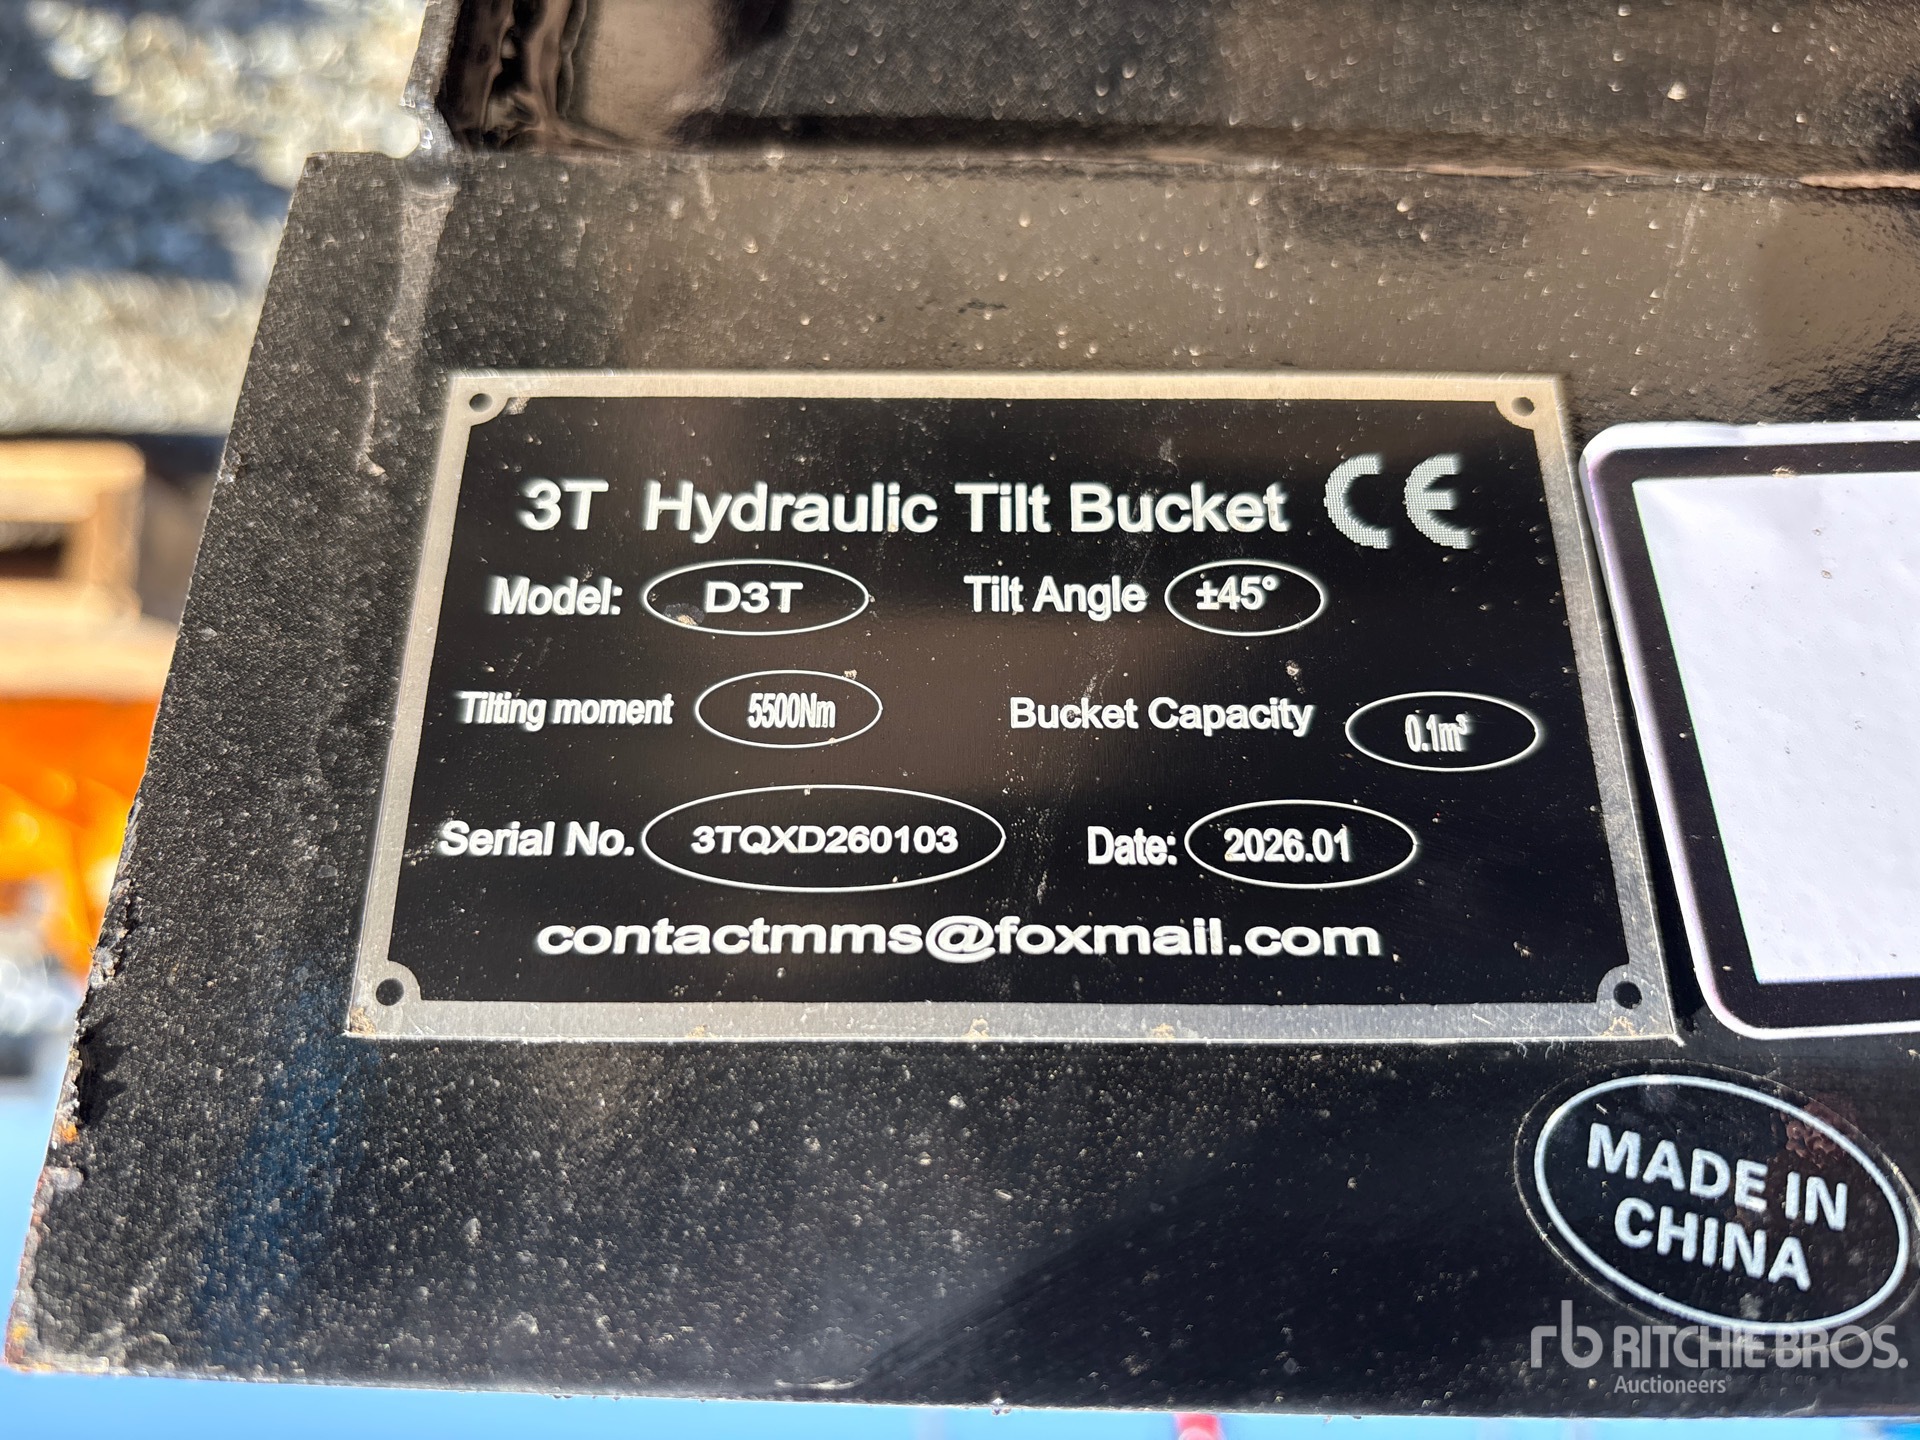 3T Hydraulic Tilt Bucket CE
Model: D3T Tilt Angle ±45°
Tilting moment 5500Nm Bucket Capacity 0.1m³
Serial No. 3TQXD260103 Date: 2026.01
contactmms@foxmail.com
MADE IN
CHINA
rb RITCHIE BROS.
Auctioneers